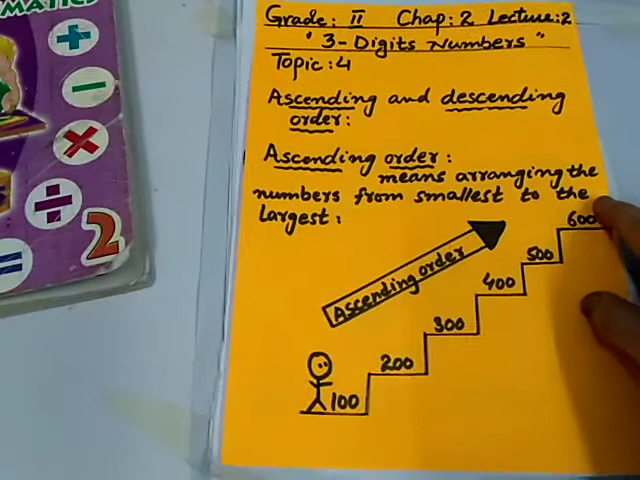 MATICS
2
Grade: II Chap: 2 Lecture: 2
"3-Digits Numbers"
Topic: 4
Ascending and descending
order:
Ascending order:
means arranging the
numbers from smallest to the
largest:
Ascending order
600
500
400
300
200
100